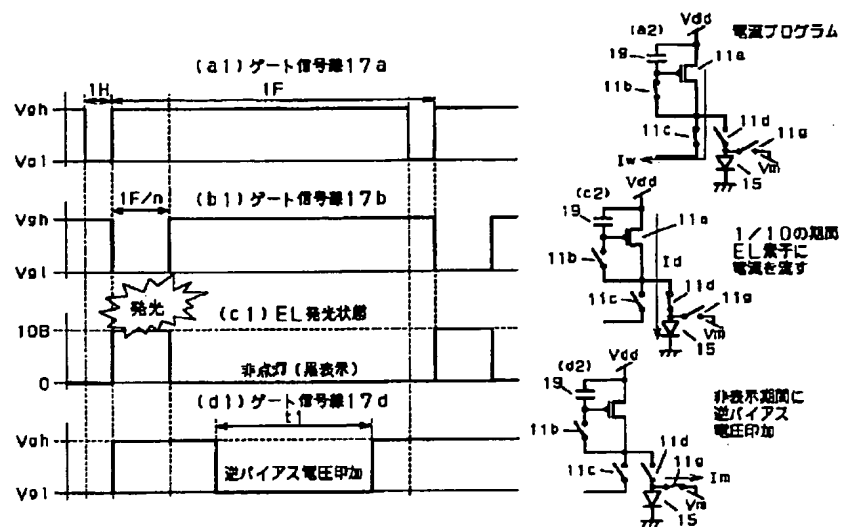 (a1)ゲート信号線17a
1H
1F
Vgh
Vgl
(b1)ゲート信号線17b
1F/n
Vgh
Vgl
発光
(c1)EL発光状態
10B
非点灯(黒表示)
0
(d1)ゲート信号線17d
t1
Vgh
逆バイアス電圧印加
Vgl
(a2)
Vdd
電流プログラム
19
11a
11b
11c
11d
11g
Iw
Vm
15
(c2)
Vdd
19
11a
1/10の期間
EL素子に
電流を流す
11b
Id
11c
11d
11g
Vm
15
(d2)
Vdd
19
非表示期間に
逆バイアス
電圧印加
11b
11d
11c
11g
Im
Vm
15